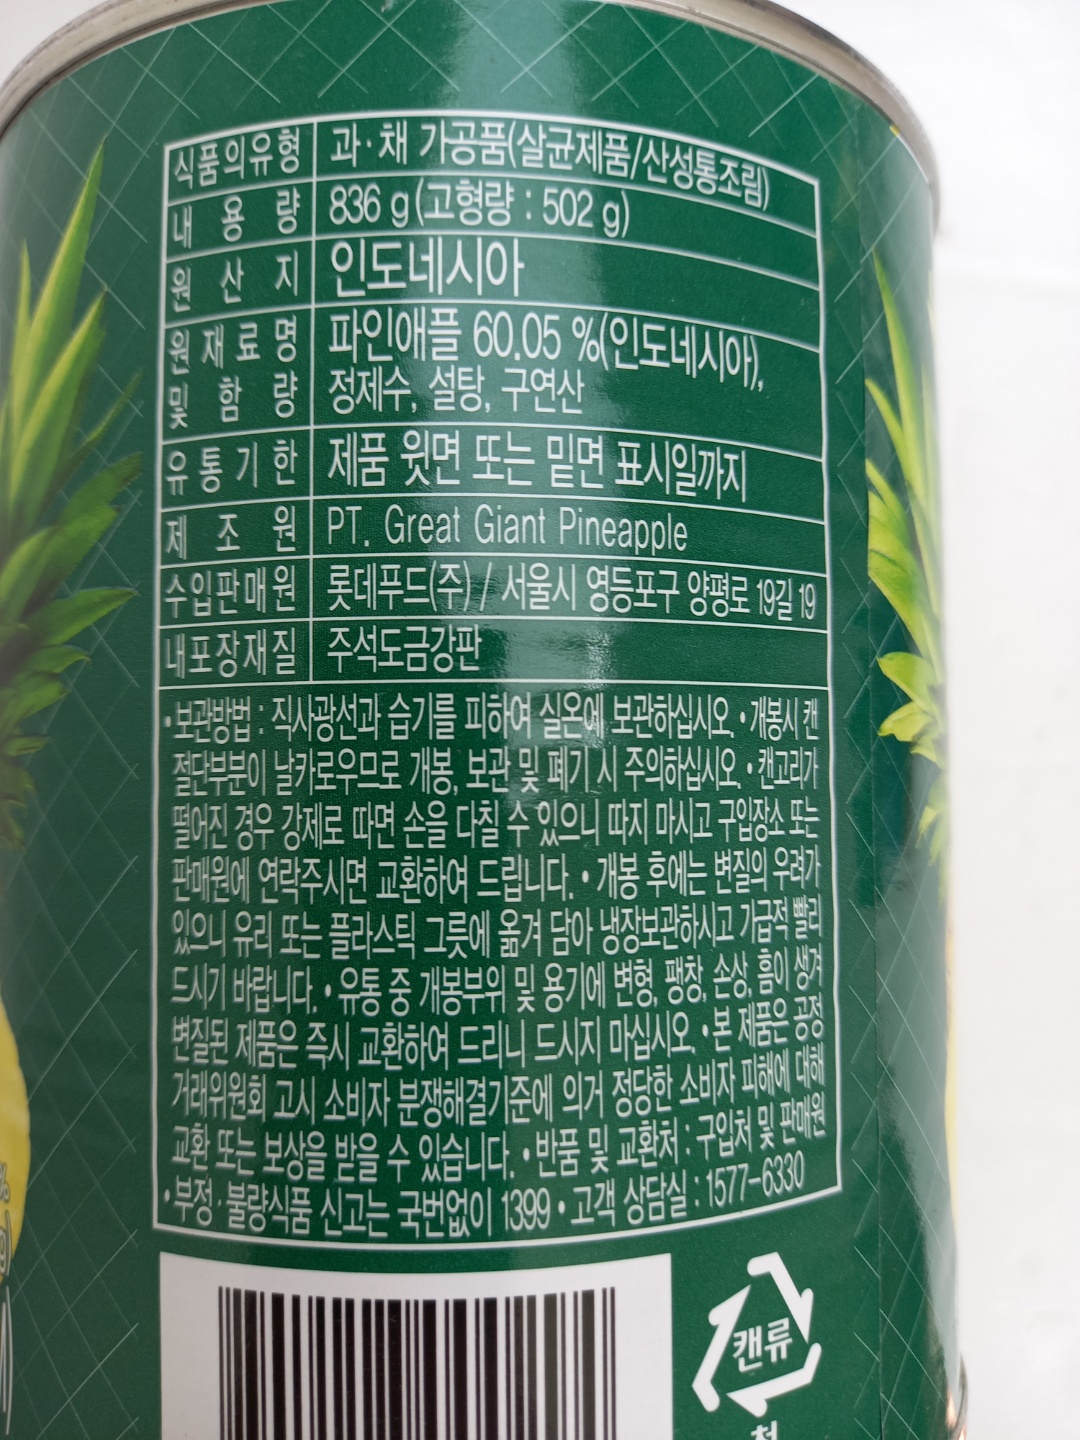 식품의유형 과·채 가공품(살균제품/산성통조림)
내 용 량 836 g (고형량 : 502 g)
원 산 지 인도네시아
원재료명 파인애플 60.05 %(인도네시아),
및 함 량 정제수, 설탕, 구연산
유통기한 제품 윗면 또는 밑면 표시일까지
제 조 원 PT. Great Giant Pineapple
수입판매원 롯데푸드(주) / 서울시 영등포구 양평로 19길 19
내포장재질 주석도금강판
•보관방법 : 직사광선과 습기를 피하여 실온에 보관하십시오. •개봉시 캔
절단부분이 날카로우므로 개봉, 보관 및 폐기 시 주의하십시오. • 캔고리가
떨어진 경우 강제로 따면 손을 다칠 수 있으니 따지 마시고 구입장소 또는
판매원에 연락주시면 교환하여 드립니다. • 개봉 후에는 변질의 우려가
있으니 유리 또는 플라스틱 그릇에 옮겨 담아 냉장보관하시고 가급적 빨리
드시기 바랍니다. • 유통 중 개봉부위 및 용기에 변형, 팽창, 손상, 흠이 생겨
변질된 제품은 즉시 교환하여 드리니 드시지 마십시오. •본 제품은 공정
거래위원회 고시 소비자 분쟁해결기준에 의거 정당한 소비자 피해에 대해
교환 또는 보상을 받을 수 있습니다. •반품 및 교환처 : 구입처 및 판매원
•부정·불량식품 신고는 국번없이 1399 •고객 상담실 : 1577-6330
캔류
%